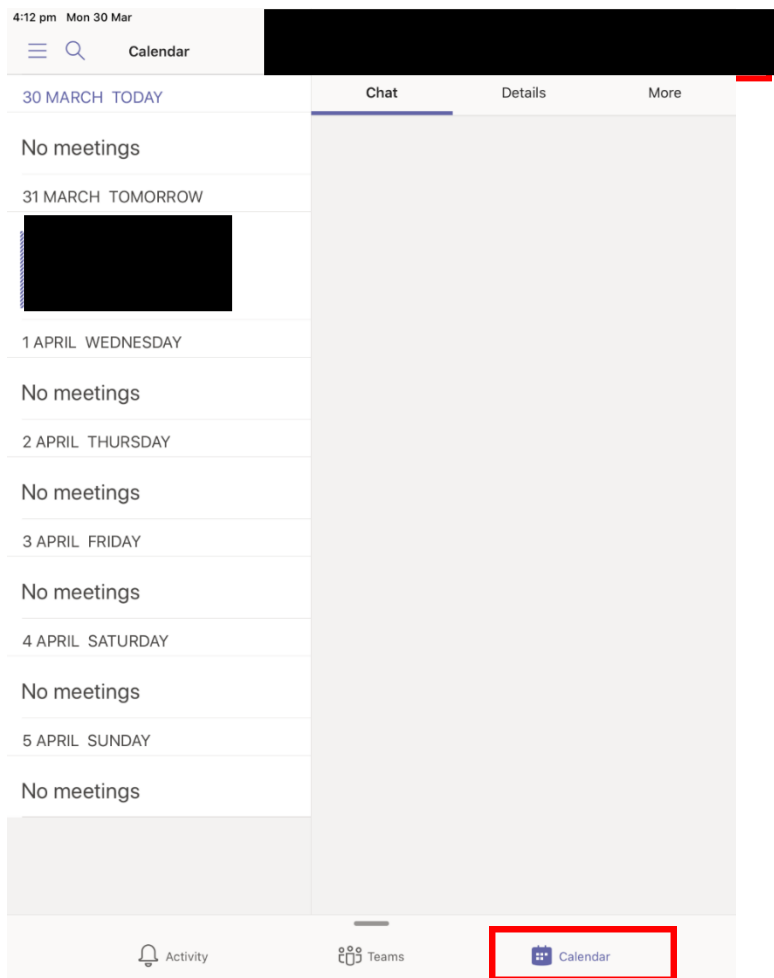 4:12 pm Mon 30 Mar
Calendar
30 MARCH TODAY
No meetings
31 MARCH TOMORROW
1 APRIL WEDNESDAY
No meetings
2 APRIL THURSDAY
No meetings
3 APRIL FRIDAY
No meetings
4 APRIL SATURDAY
No meetings
5 APRIL SUNDAY
No meetings
Chat Details More
Activity Teams Calendar